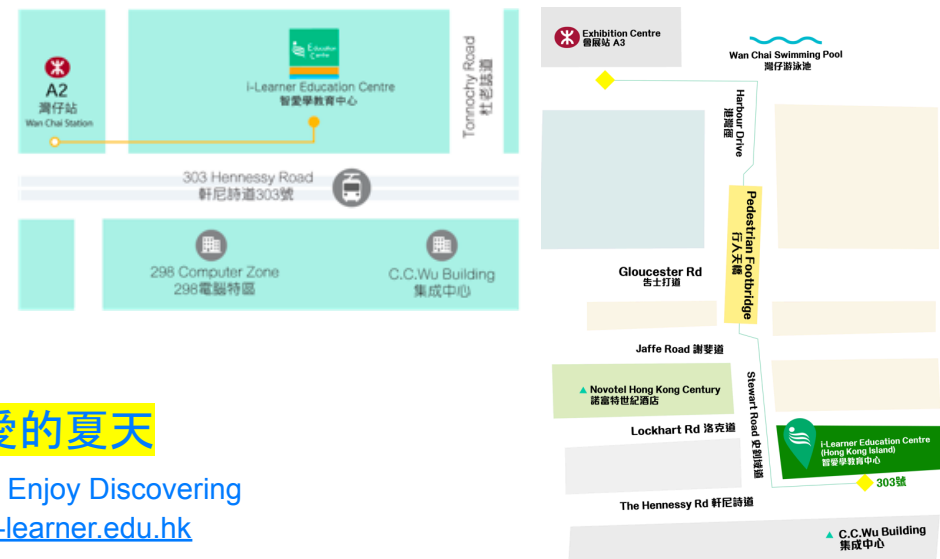 A2
灣仔站
Wan Chai Station
Education
Centre
i-Learner Education Centre
智愛學教育中心
Tonnochy Road
杜老誌道
303 Hennessy Road
軒尼詩道303號
298 Computer Zone
298電腦特區
C.C.Wu Building
集成中心
愛的夏天
Enjoy Discovering
-learner.edu.hk
Exhibition Centre
會展站 A3
Wan Chai Swimming Pool
灣仔游泳池
Harbour Drive
港灣徑
Pedestrian Footbridge
行人天橋
Gloucester Rd
告士打道
Jaffe Road 謝斐道
Novotel Hong Kong Century
諾富特世紀酒店
Stewart Road 史釗域道
Lockhart Rd 洛克道
i-Learner Education Centre
(Hong Kong Island)
智愛學教育中心
303號
The Hennessy Rd 軒尼詩道
C.C.Wu Building
集成中心